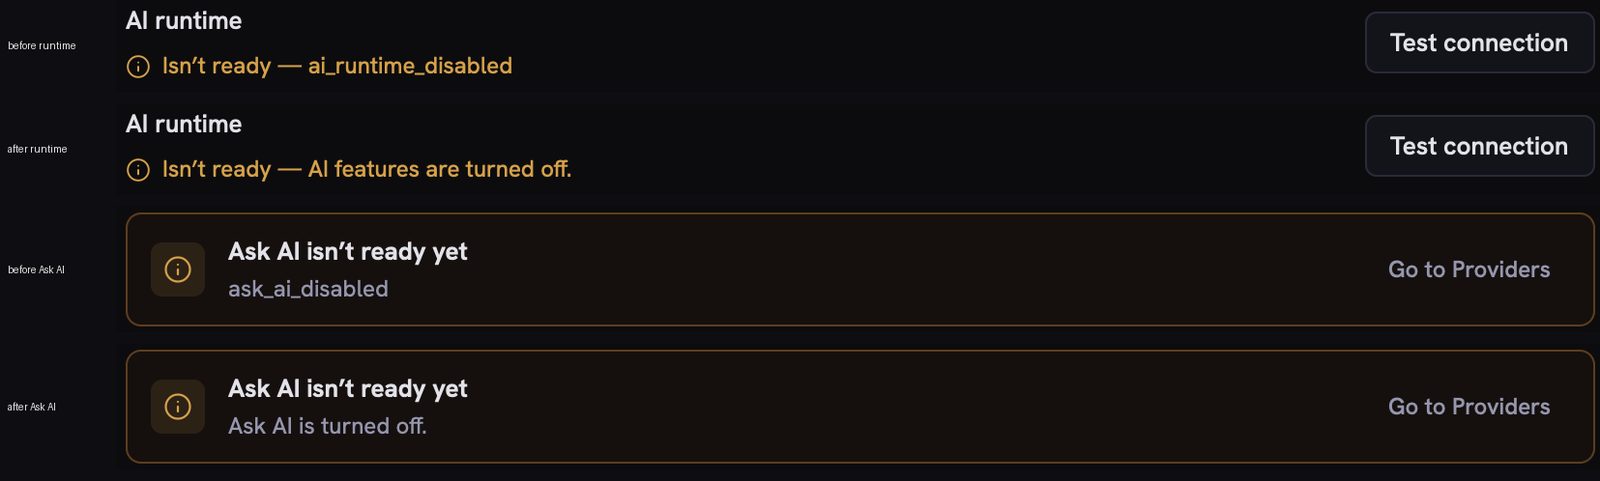 before runtime
AI runtime
Isn’t ready — ai_runtime_disabled
Test connection
after runtime
AI runtime
Isn’t ready — AI features are turned off.
Test connection
before Ask AI
Ask AI isn’t ready yet
ask_ai_disabled
Go to Providers
after Ask AI
Ask AI isn’t ready yet
Ask AI is turned off.
Go to Providers